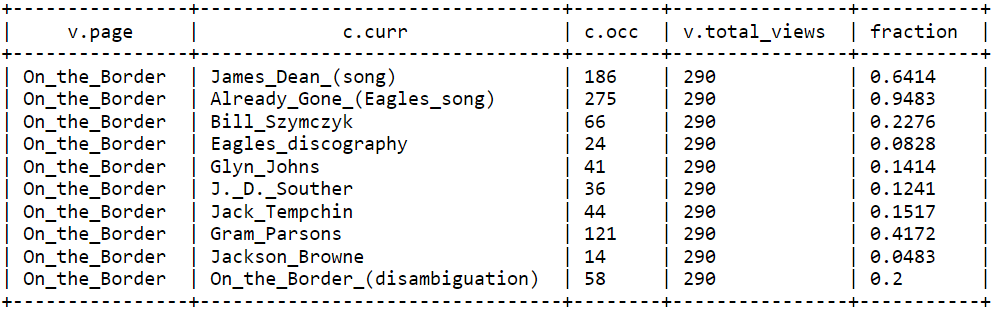 +----------------+--------------------------------+--------+----------------+-----------+
|     v.page     |             c.curr             | c.occ  | v.total_views  | fraction  |
+----------------+--------------------------------+--------+----------------+-----------+
| On_the_Border  | James_Dean_(song)              | 186    | 290            | 0.6414    |
| On_the_Border  | Already_Gone_(Eagles_song)     | 275    | 290            | 0.9483    |
| On_the_Border  | Bill_Szymczyk                  | 66     | 290            | 0.2276    |
| On_the_Border  | Eagles_discography             | 24     | 290            | 0.0828    |
| On_the_Border  | Glyn_Johns                     | 41     | 290            | 0.1414    |
| On_the_Border  | J._D._Souther                  | 36     | 290            | 0.1241    |
| On_the_Border  | Jack_Tempchin                  | 44     | 290            | 0.1517    |
| On_the_Border  | Gram_Parsons                   | 121    | 290            | 0.4172    |
| On_the_Border  | Jackson_Browne                 | 14     | 290            | 0.0483    |
| On_the_Border  | On_the_Border_(disambiguation) | 58     | 290            | 0.2       |
+----------------+--------------------------------+--------+----------------+-----------+